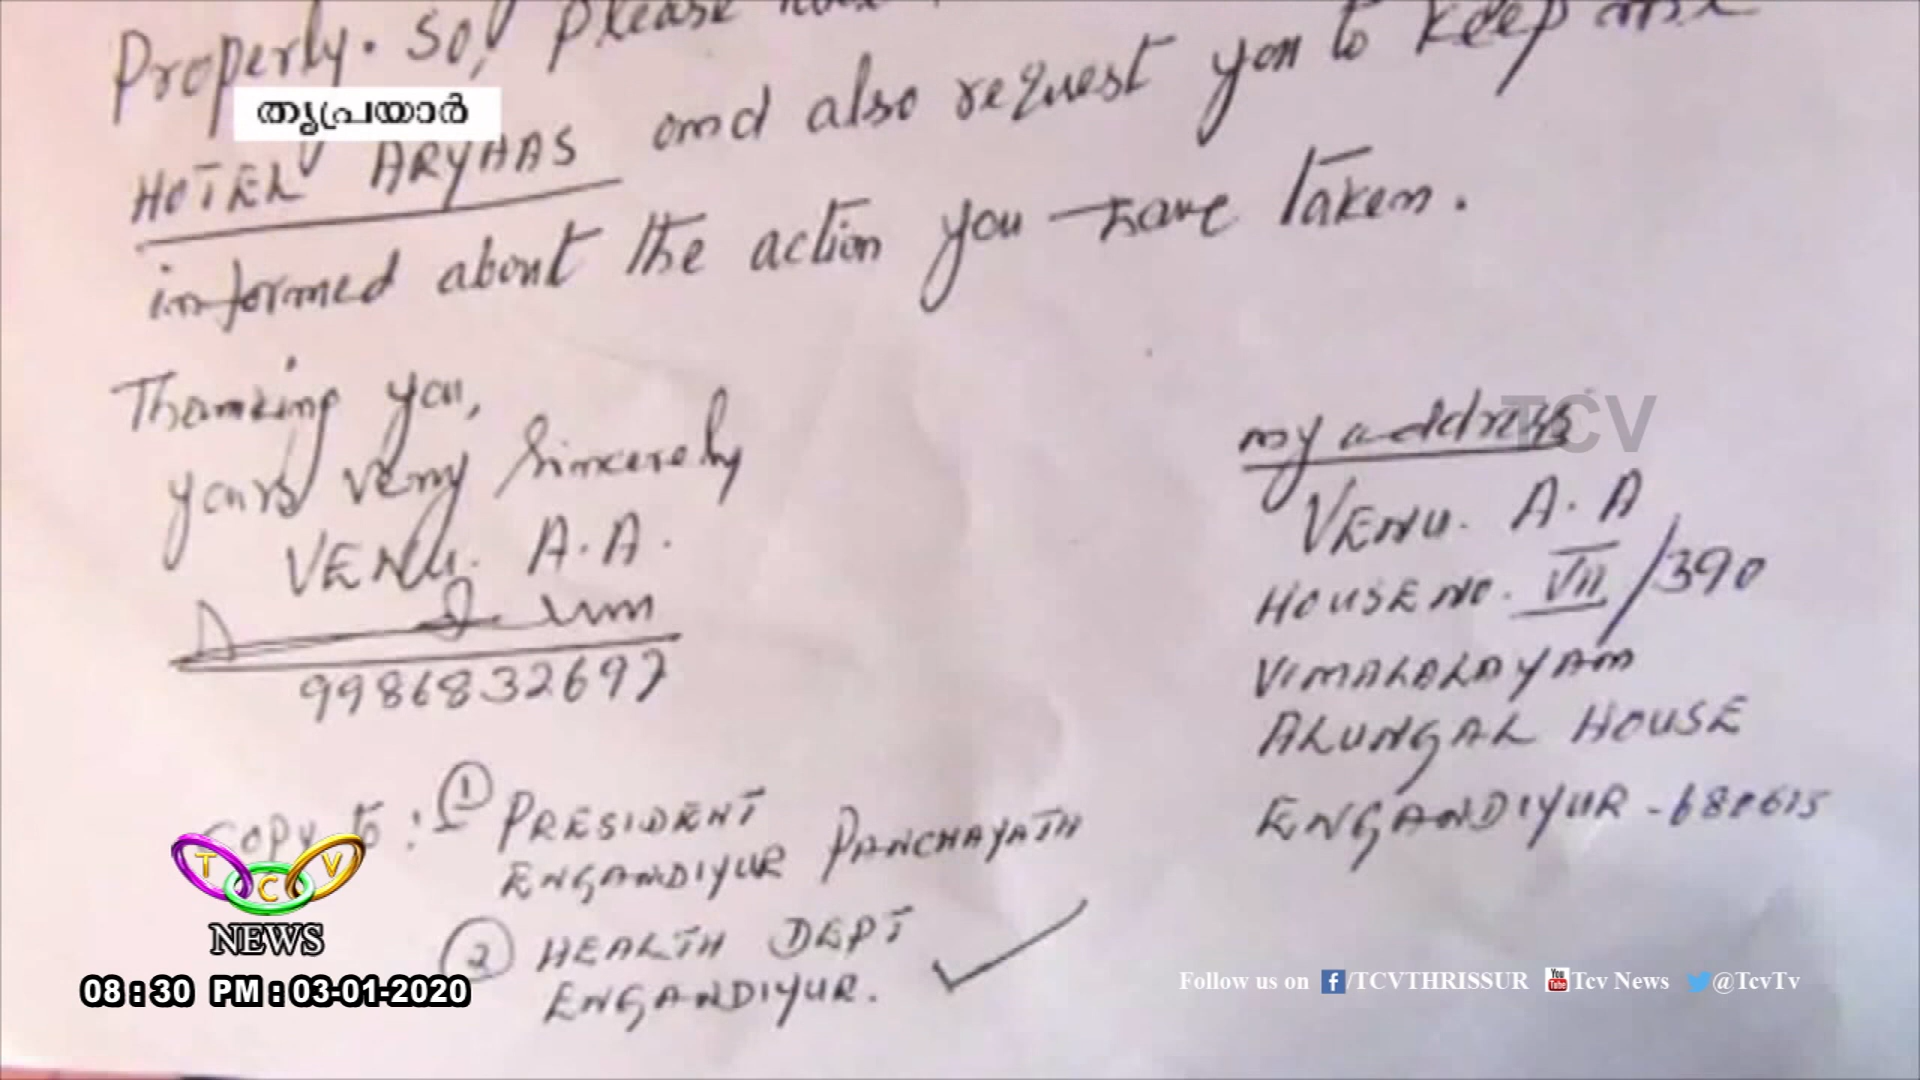 Properly. So, Please
തൃപ്രയാർ
HOTEL ARYAAS and also request you to keep me
informed about the action you have taken.
Thanking you,
yours very sincerely
VENU. A.A.
9986832697
my address
VENU. A.A
HOUSE NO. VII/390
VIMALALAYAM
ALUNGAL HOUSE
ENGANDIYUR - 680615
Copy to: 1 PRESIDENT
ENGANDIYUR PANCHAYATH
2 HEALTH DEPT
ENGANDIYUR.
TCV
TCV
NEWS
08:30 PM: 03-01-2020
Follow us on f/TCVTHRISSUR You Tube Tcv News @TcvTv